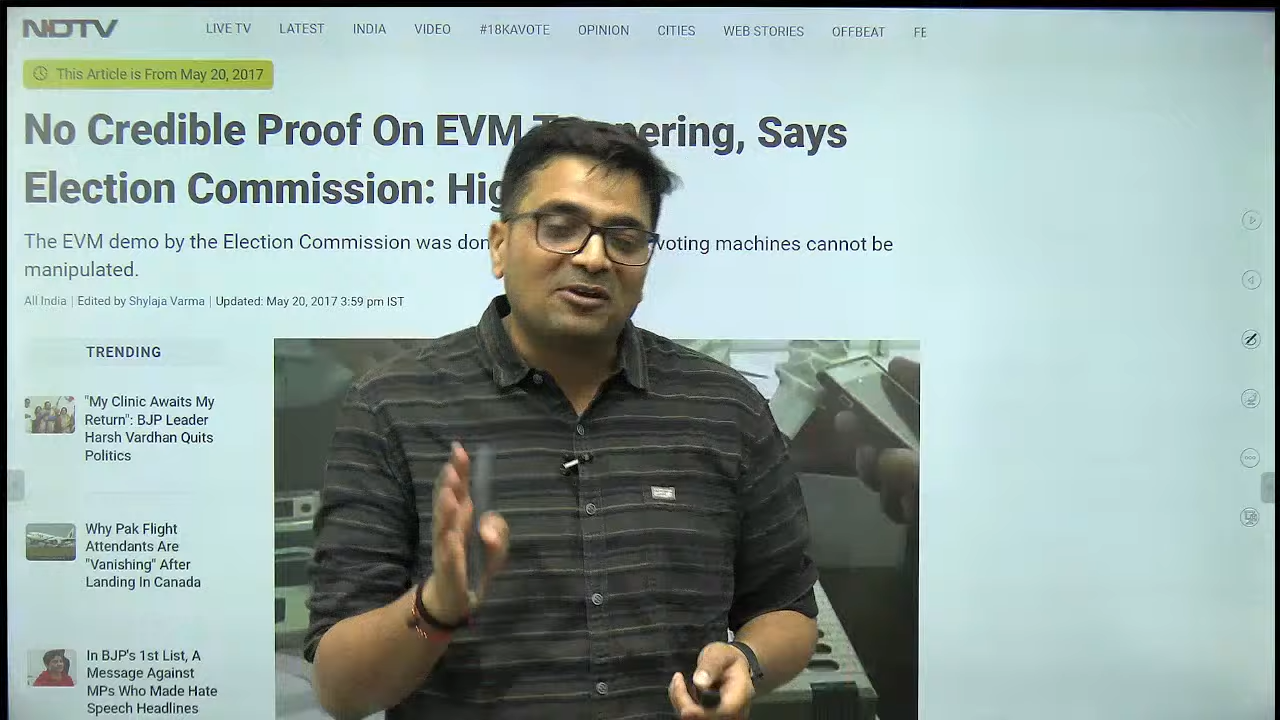 NDTV
LIVE TV LATEST INDIA VIDEO #18KAVOTE OPINION CITIES WEB STORIES OFFBEAT FE
This Article is From May 20, 2017
No Credible Proof On EVM T pering, Says
Election Commission: Hig
The EVM demo by the Election Commission was don voting machines cannot be
manipulated.
All India | Edited by Shylaja Varma | Updated: May 20, 2017 3:59 pm IST
TRENDING
"My Clinic Awaits My
Return": BJP Leader
Harsh Vardhan Quits
Politics
Why Pak Flight
Attendants Are
"Vanishing" After
Landing In Canada
In BJP's 1st List, A
Message Against
MPs Who Made Hate
Speech Headlines